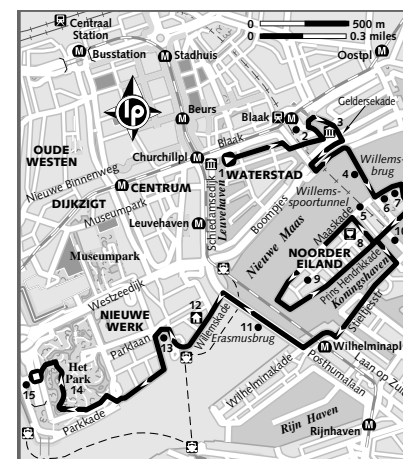 Centraal
Station
0 500 m
0 0.3 miles
Busstation
Stadhuis
Oostpl
LP
Geldersekade
Beurs
Blaak
2
3
OUDE
WESTEN
Blaak
Churchillpl
1
WATERSTAD
Willems-
brug
4
Nieuwe Binnenweg
CENTRUM
DIJKZIGT
Museumpark
Schiedamsedijk
Leuvehaven
Willems-
spoortunnel
Boompjes
5
6
7
Leuvehaven
Maaskade
8
10
Nieuwe Maas
Museumpark
NOORDER
EILAND
9
Prins Hendrikkade
Koningshaven
Westzeedijk
Stieltjesstr
NIEUWE
WERK
12
Willemskade
11
Erasmusbrug
Parklaan
13
Wilhelminapl
Het
Park
14
15
Parkkade
Wilhelminakade
Posthumalaan
Laan op Zuid
Rijn Haven
Rijnhaven